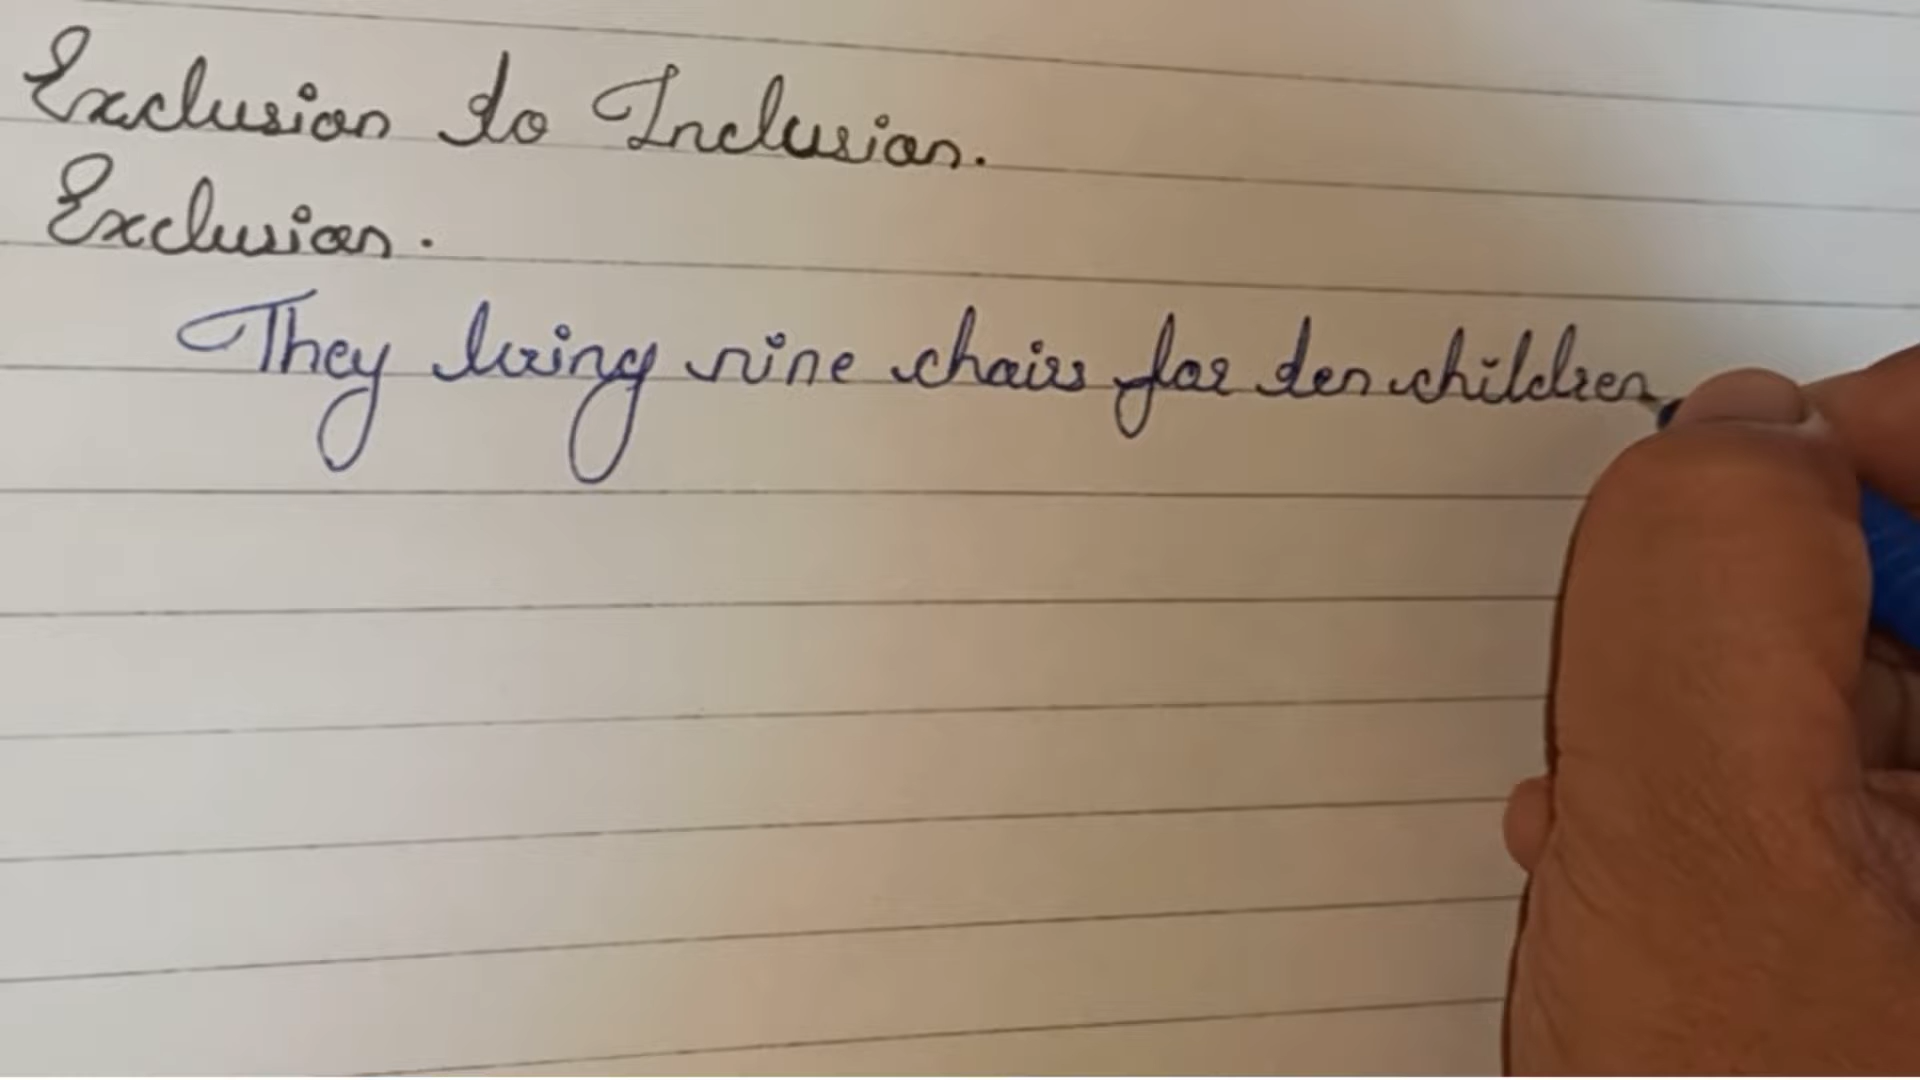 Exclusion to Inclusion.
Exclusion.
They bring nine chairs for ten children